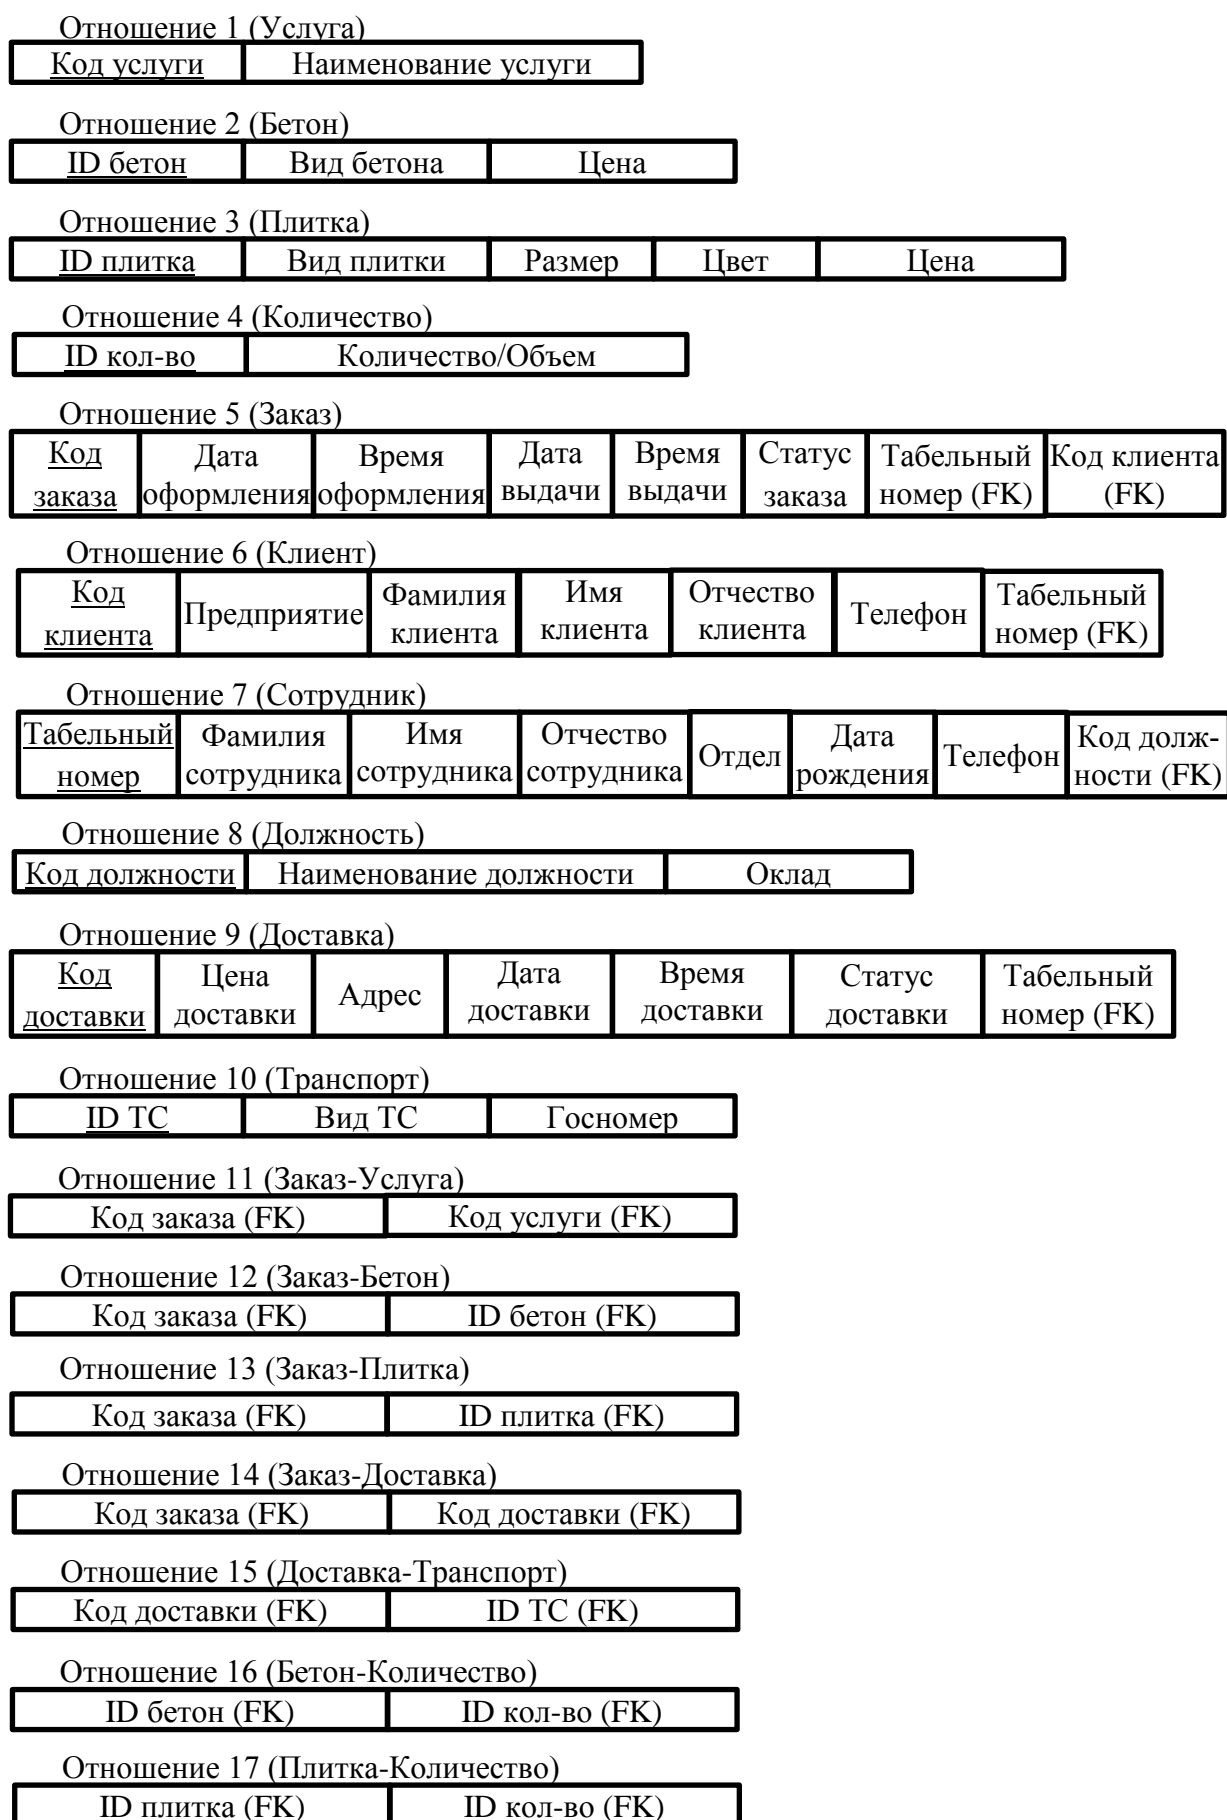 Отношение 1 (Услуга)
Код услуги Наименование услуги
Отношение 2 (Бетон)
ID бетон Вид бетона Цена
Отношение 3 (Плитка)
ID плитка Вид плитки Размер Цвет Цена
Отношение 4 (Количество)
ID кол-во Количество/Объем
Отношение 5 (Заказ)
Код Дата Время Дата Время Статус Табельный Код клиента
заказа оформления оформления выдачи выдачи заказа номер (FK) (FK)
Отношение 6 (Клиент)
Код Предприятие Фамилия Имя Отчество Телефон Табельный
клиента клиента клиента клиента номер (FK)
Отношение 7 (Сотрудник)
Табельный Фамилия Имя Отчество Отдел Дата Телефон Код долж-
номер сотрудника сотрудника сотрудника рождения ности (FK)
Отношение 8 (Должность)
Код должности Наименование должности Оклад
Отношение 9 (Доставка)
Код Цена Адрес Дата Время Статус Табельный
доставки доставки доставки доставки доставки номер (FK)
Отношение 10 (Транспорт)
ID ТС Вид ТС Госномер
Отношение 11 (Заказ-Услуга)
Код заказа (FK) Код услуги (FK)
Отношение 12 (Заказ-Бетон)
Код заказа (FK) ID бетон (FK)
Отношение 13 (Заказ-Плитка)
Код заказа (FK) ID плитка (FK)
Отношение 14 (Заказ-Доставка)
Код заказа (FK) Код доставки (FK)
Отношение 15 (Доставка-Транспорт)
Код доставки (FK) ID ТС (FK)
Отношение 16 (Бетон-Количество)
ID бетон (FK) ID кол-во (FK)
Отношение 17 (Плитка-Количество)
ID плитка (FK) ID кол-во (FK)